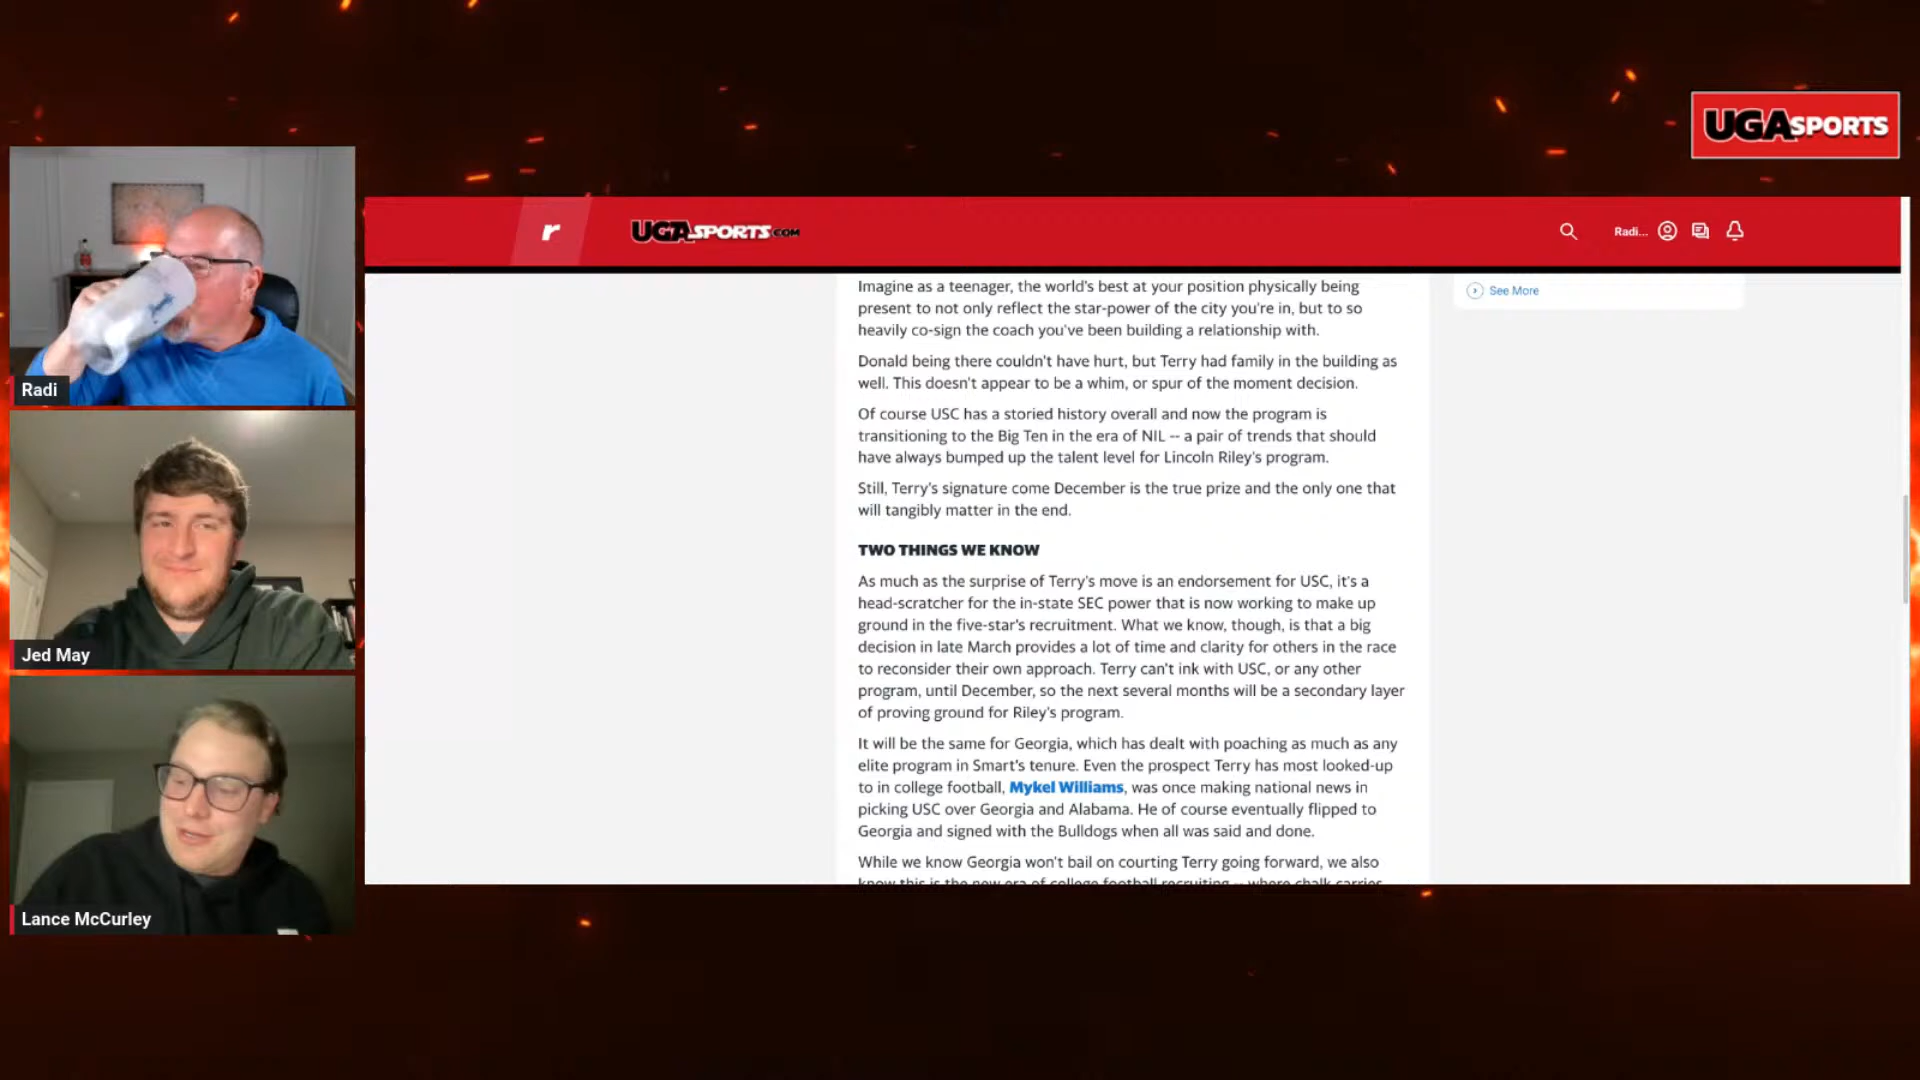 UGASPORTS
r
UGASPORTS.COM
Radi...
Radi
Jed May
Lance McCurley
See More
Imagine as a teenager, the world's best at your position physically being
present to not only reflect the star-power of the city you're in, but to so
heavily co-sign the coach you've been building a relationship with.
Donald being there couldn't have hurt, but Terry had family in the building as
well. This doesn't appear to be a whim, or spur of the moment decision.
Of course USC has a storied history overall and now the program is
transitioning to the Big Ten in the era of NIL -- a pair of trends that should
have always bumped up the talent level for Lincoln Riley's program.
Still, Terry's signature come December is the true prize and the only one that
will tangibly matter in the end.
TWO THINGS WE KNOW
As much as the surprise of Terry's move is an endorsement for USC, it's a
head-scratcher for the in-state SEC power that is now working to make up
ground in the five-star's recruitment. What we know, though, is that a big
decision in late March provides a lot of time and clarity for others in the race
to reconsider their own approach. Terry can't ink with USC, or any other
program, until December, so the next several months will be a secondary layer
of proving ground for Riley's program.
It will be the same for Georgia, which has dealt with poaching as much as any
elite program in Smart's tenure. Even the prospect Terry has most looked-up
to in college football, Mykel Williams, was once making national news in
picking USC over Georgia and Alabama. He of course eventually flipped to
Georgia and signed with the Bulldogs when all was said and done.
While we know Georgia won't bail on courting Terry going forward, we also
know this is the new era of college football recruiting -- where chalk carries